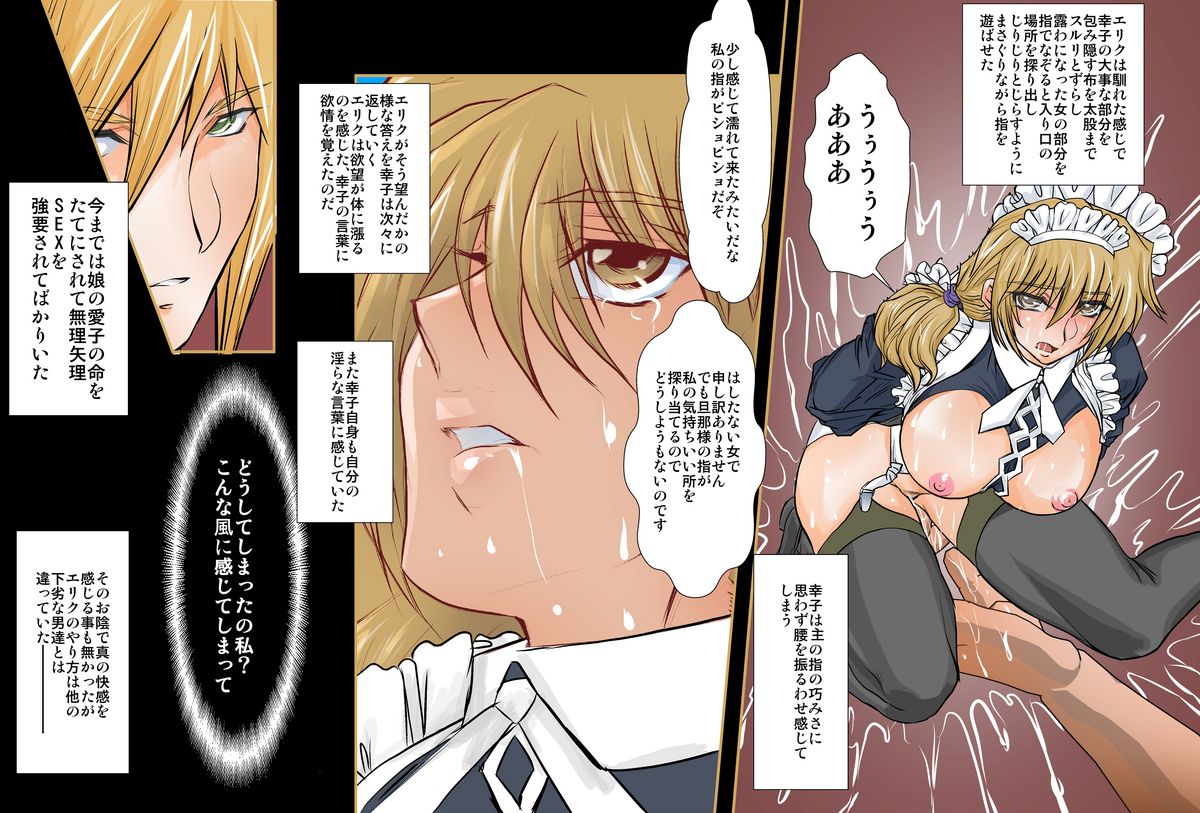 エリクは馴れた感じで
幸子の大事な部分を
包み隠す布を太股まで
スルリとずらし
露わになった女の部分を
指でなぞると入り口の
場所を探り出し
じりじりとじらすように
まさぐりながら指を
遊ばせた
うぅうぅう
あああ
幸子は主の指の巧みさに
思わず腰を振るわせ感じて
しまう
少し感じて濡れて来たみたいだな
私の指がビショビショだぞ
はしたない女で
申し訳ありません
でも旦那様の指が
私の気持ちいい所を
探り当てるので
どうしようもないのです
エリクがそう望んだかの
様な答えを幸子は次々に
返していく
エリクは欲望が体に漲る
のを感じた、幸子の言葉に
欲情を覚えたのだ
また幸子自身も自分の
淫らな言葉に感じていた
どうしてしまったの私?
こんな風に感じてしまって
今までは娘の愛子の命を
たてにされて無理矢理
SEXを
強要されてばかりいた
そのお陰で真の快感を
感じる事も無かったが
エリクのやり方は他の
下劣な男達とは
違っていた――――